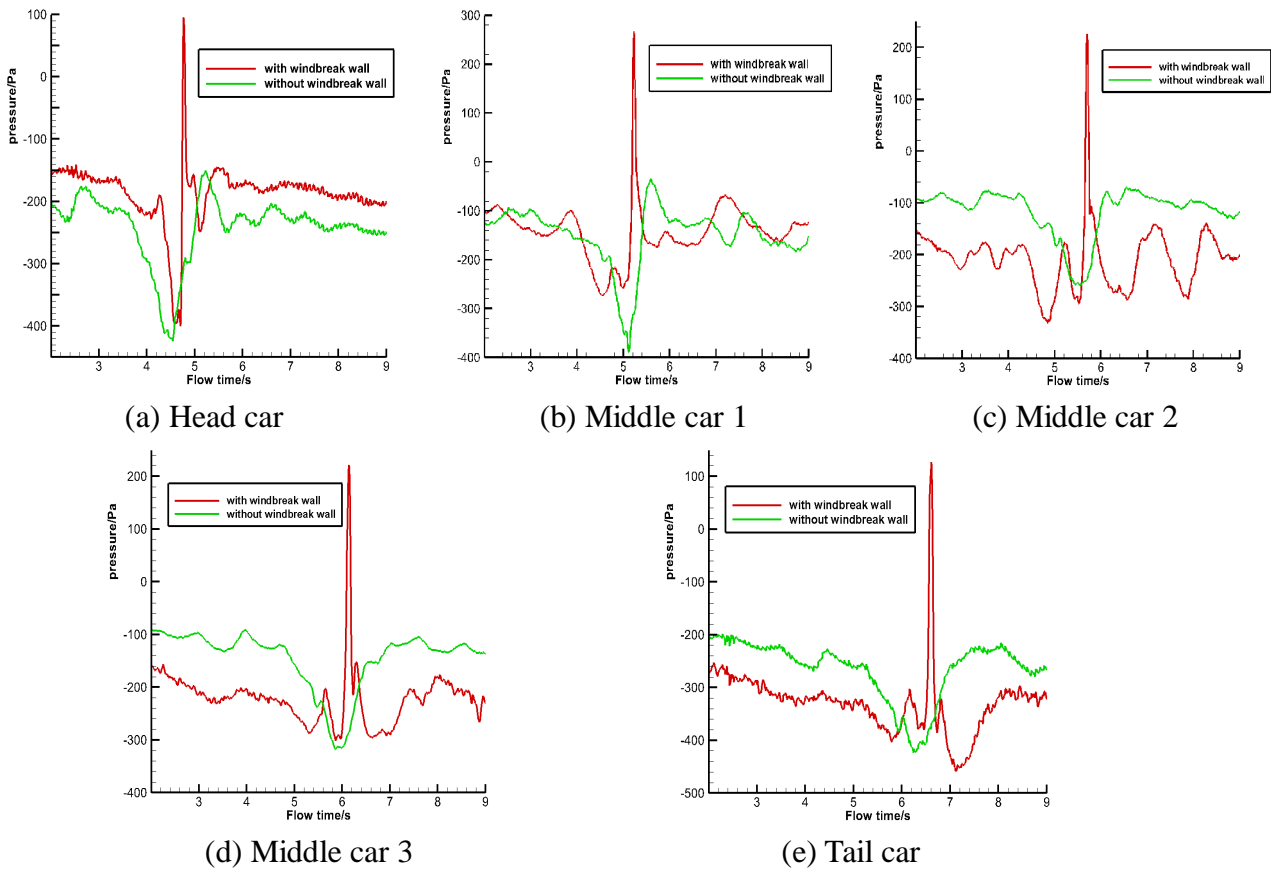 100
0
-100
-200
-300
-400
pressure/Pa
with windbreak wall
without windbreak wall
3 4 5 6 7 8 9
Flow time/s
(a) Head car
300
200
100
0
-100
-200
-300
-400
pressure/Pa
with windbreak wall
without windbreak wall
2 3 4 5 6 7 8 9
Flow time/s
(b) Middle car 1
200
100
0
-100
-200
-300
-400
pressure/Pa
with windbreak wall
without windbreak wall
3 4 5 6 7 8 9
Flow time/s
(c) Middle car 2
200
100
0
-100
-200
-300
-400
pressure/Pa
with windbreak wall
without windbreak wall
3 4 5 6 7 8 9
Flow time/s
(d) Middle car 3
100
0
-100
-200
-300
-400
-500
pressure/Pa
with windbreak wall
without windbreak wall
3 4 5 6 7 8 9
Flow time/s
(e) Tail car